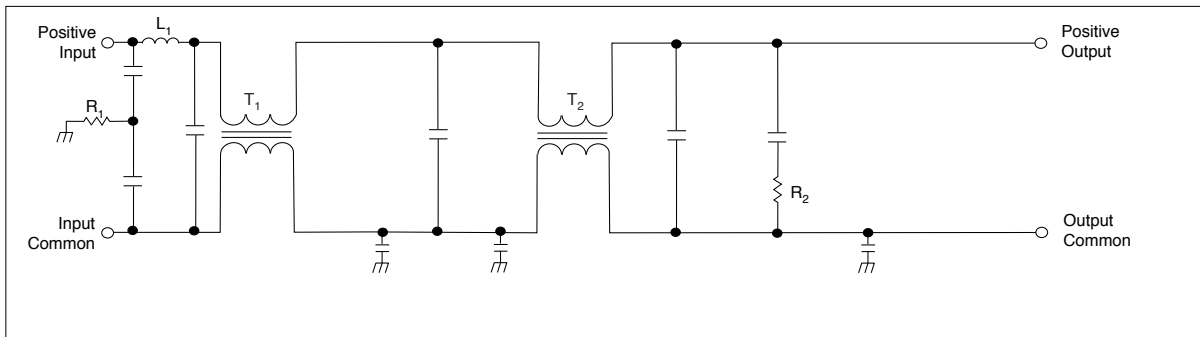 Positive
Input
L1
R1
T1
T2
R2
Positive
Output
Input
Common
Output
Common